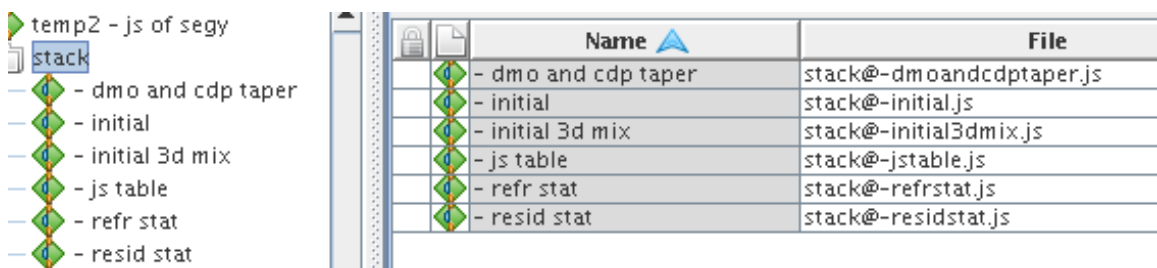 temp2 - js of segy
stack
- dmo and cdp taper
- initial
- initial 3d mix
- js table
- refr stat
- resid stat
Name File
- dmo and cdp taper stack@-dmoandcdptaper.js
- initial stack@-initial.js
- initial 3d mix stack@-initial3dmix.js
- js table stack@-jstable.js
- refr stat stack@-refrstat.js
- resid stat stack@-residstat.js